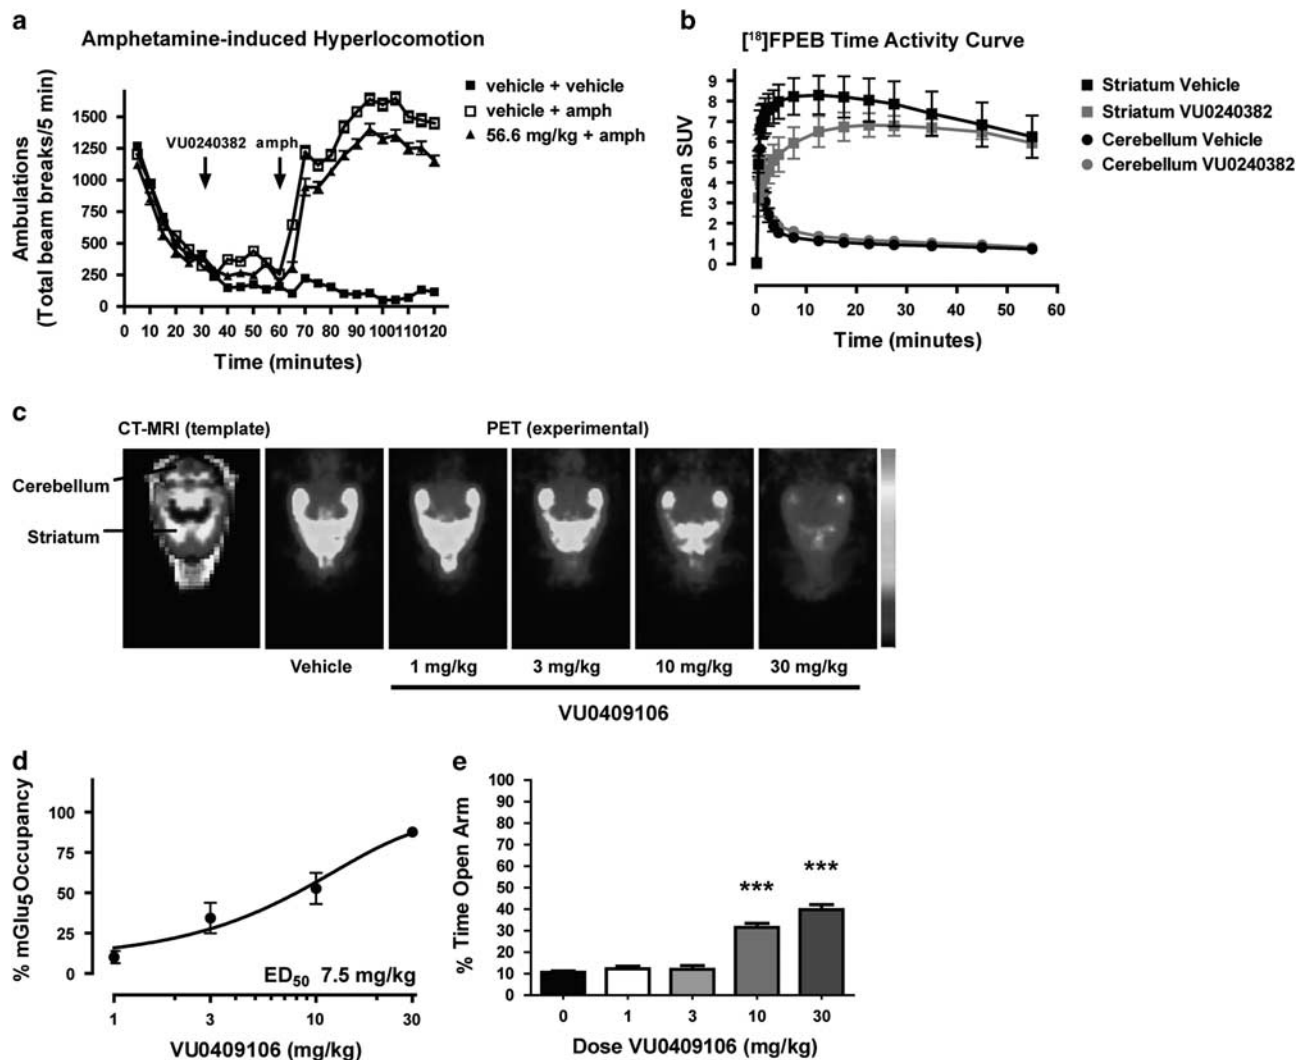 a
Amphetamine-induced Hyperlocomotion
Ambulations
(Total beam breaks/5 min)
1500
1250
1000
750
500
250
0
VU0240382 amph
0 10 20 30 40 50 60 70 80 90 100110120
Time (minutes)
vehicle + vehicle
vehicle + amph
56.6 mg/kg + amph
b
[¹⁸]FPEB Time Activity Curve
mean SUV
9
8
7
6
5
4
3
2
1
0
0 10 20 30 40 50 60
Time (minutes)
Striatum Vehicle
Striatum VU0240382
Cerebellum Vehicle
Cerebellum VU0240382
c
CT-MRI (template)
PET (experimental)
Cerebellum
Striatum
Vehicle
1 mg/kg
3 mg/kg
10 mg/kg
30 mg/kg
VU0409106
d
% mGlu₅ Occupancy
100
75
50
25
0
ED₅₀ 7.5 mg/kg
1 3 10 30
VU0409106 (mg/kg)
e
% Time Open Arm
100
90
80
70
60
50
40
30
20
10
0
***
***
0 1 3 10 30
Dose VU0409106 (mg/kg)